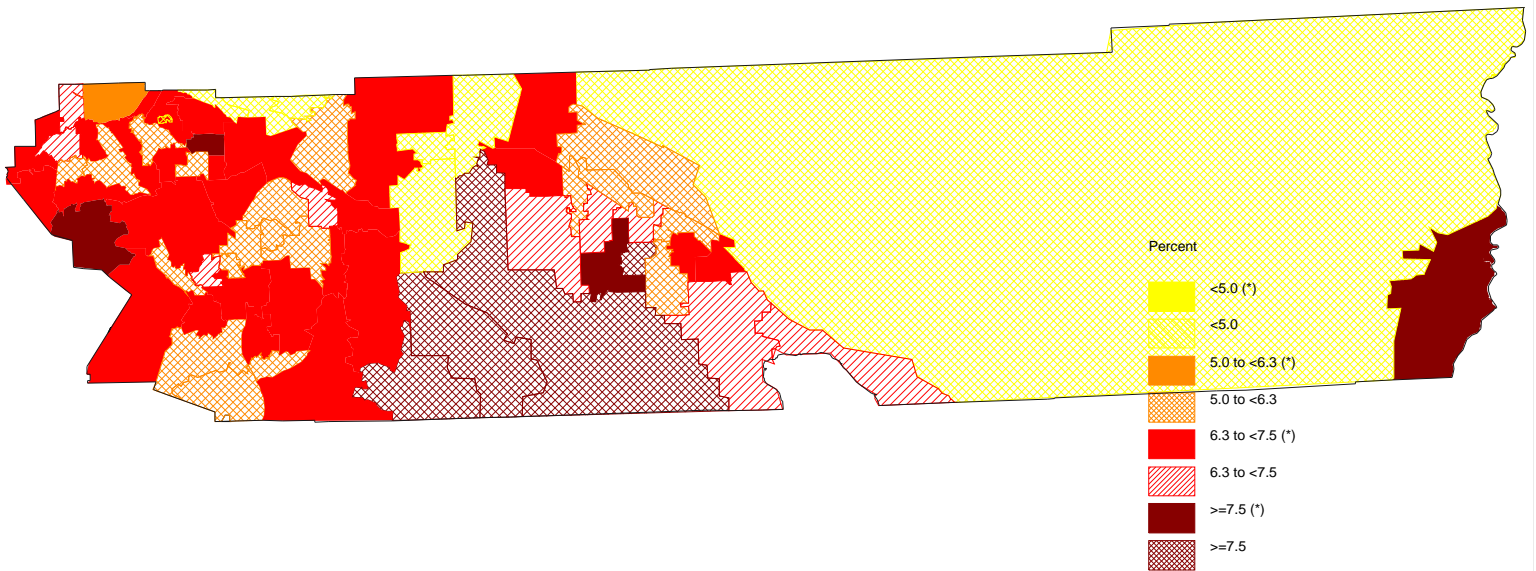 Percent
<5.0 (*)
<5.0
5.0 to <6.3 (*)
5.0 to <6.3
6.3 to <7.5 (*)
6.3 to <7.5
>=7.5 (*)
>=7.5